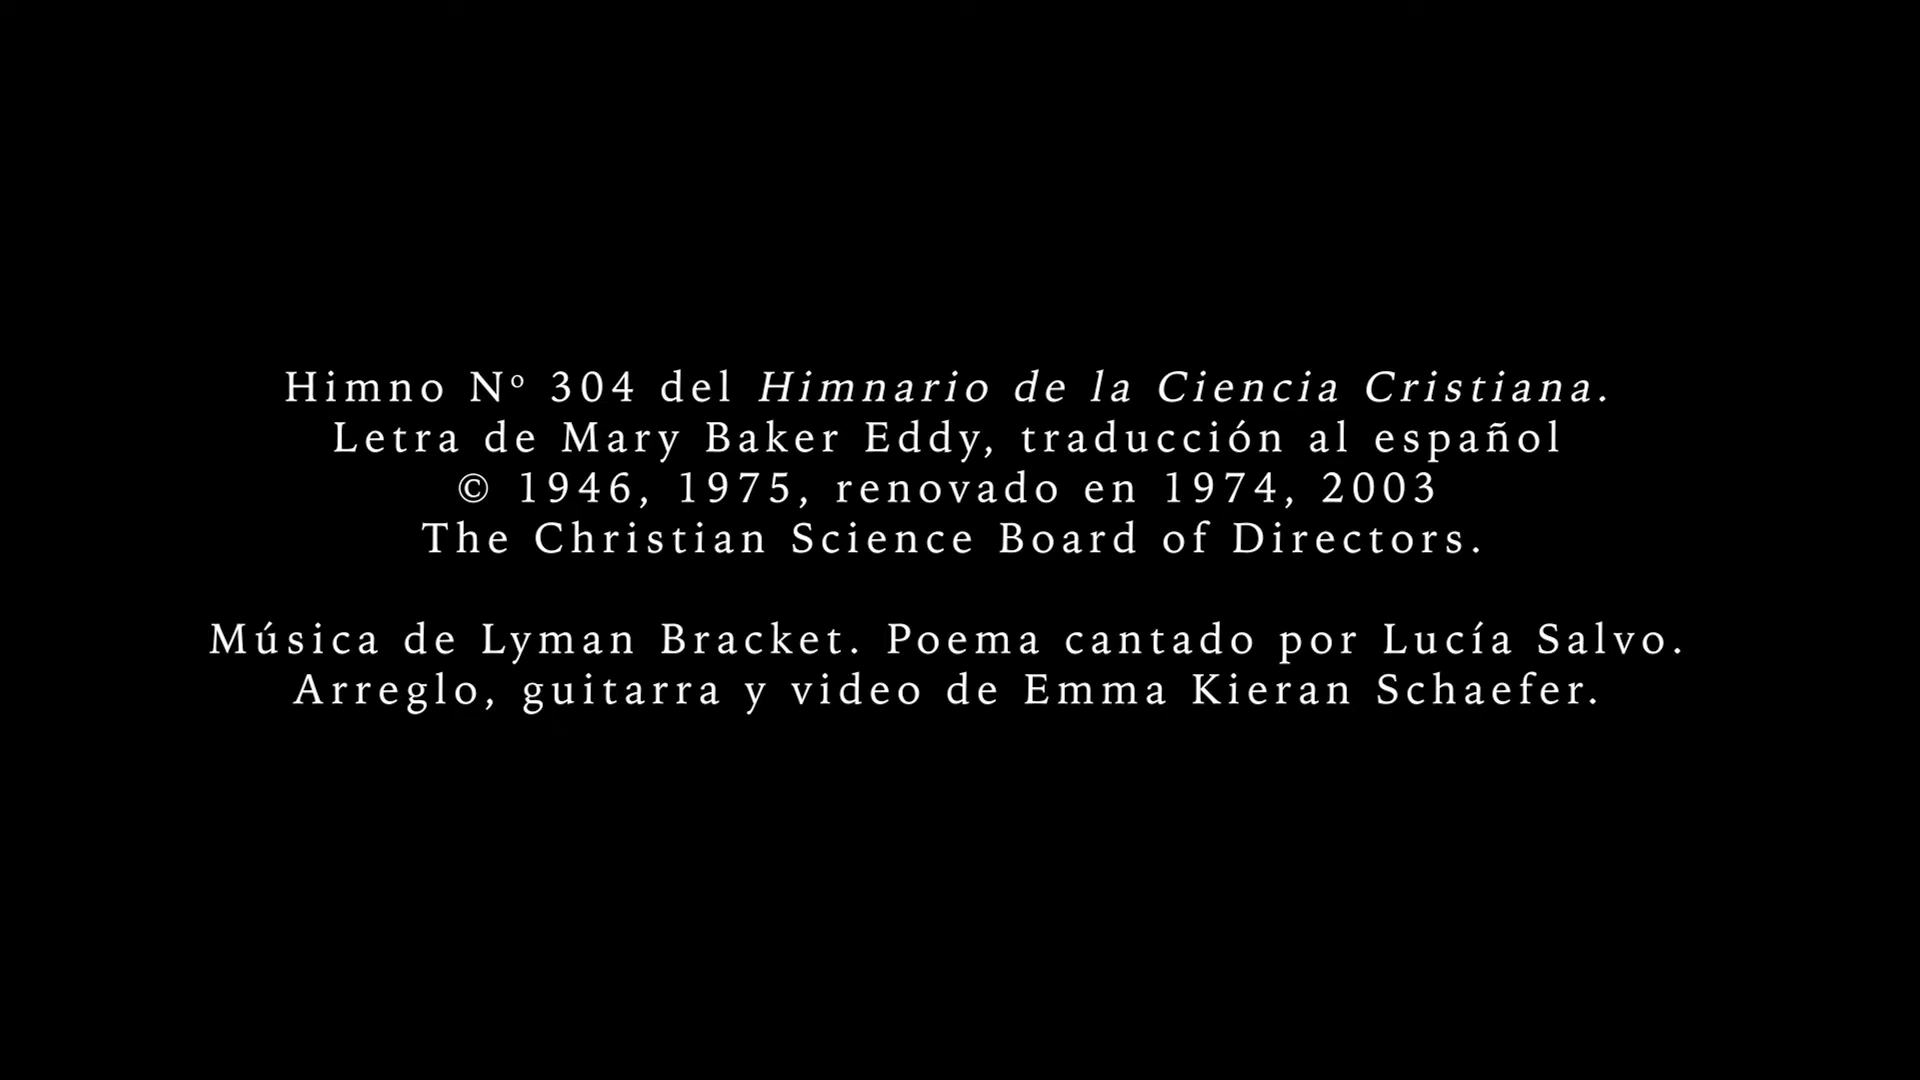 Himno Nº 304 del Himnario de la Ciencia Cristiana.
Letra de Mary Baker Eddy, traducción al español
© 1946, 1975, renovado en 1974, 2003
The Christian Science Board of Directors.
Música de Lyman Bracket. Poema cantado por Lucía Salvo.
Arreglo, guitarra y video de Emma Kieran Schaefer.